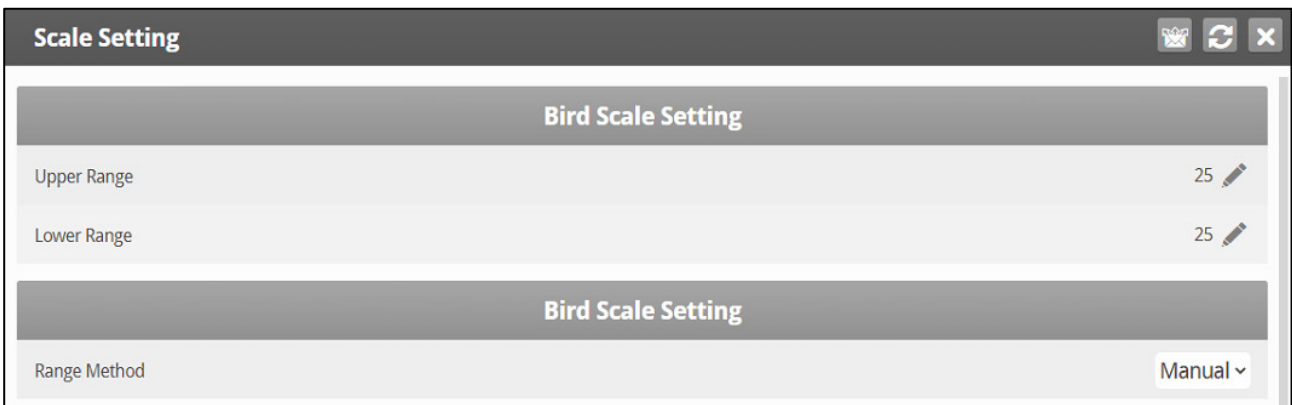 Scale Setting
Bird Scale Setting
Upper Range 25
Lower Range 25
Bird Scale Setting
Range Method Manual